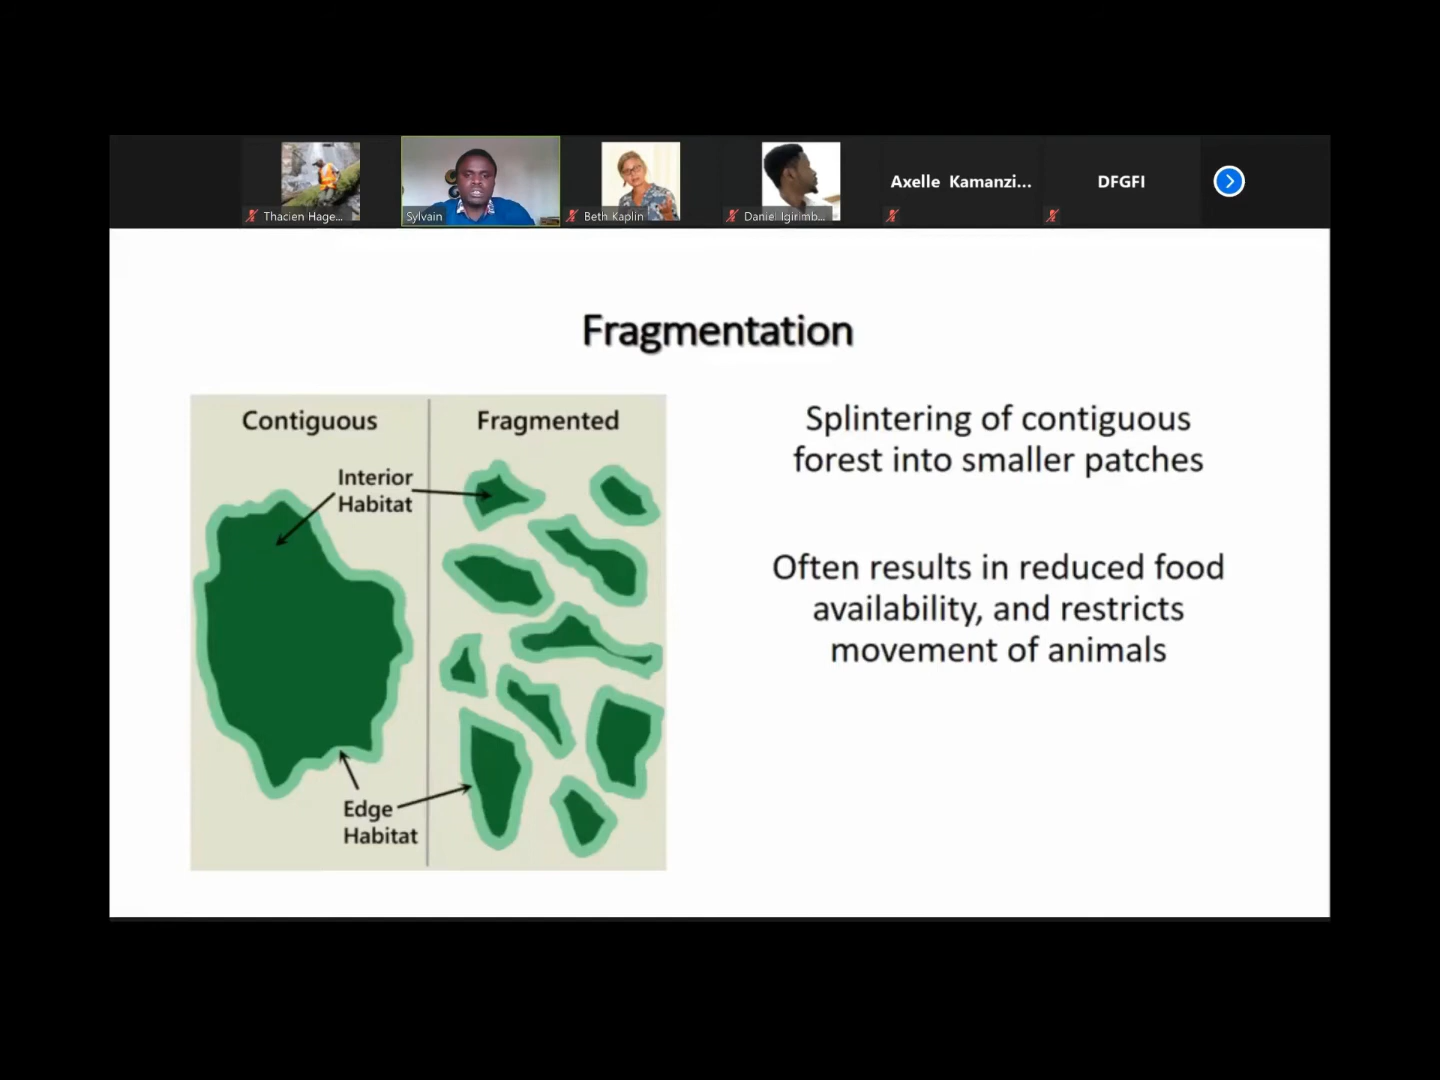 Thacien Hage...
Sylvain
Beth Kaplin
Daniel Igirimb...
Axelle Kamanzi...
DFGFI
Fragmentation
Contiguous
Fragmented
Interior
Habitat
Edge
Habitat
Splintering of contiguous
forest into smaller patches
Often results in reduced food
availability, and restricts
movement of animals